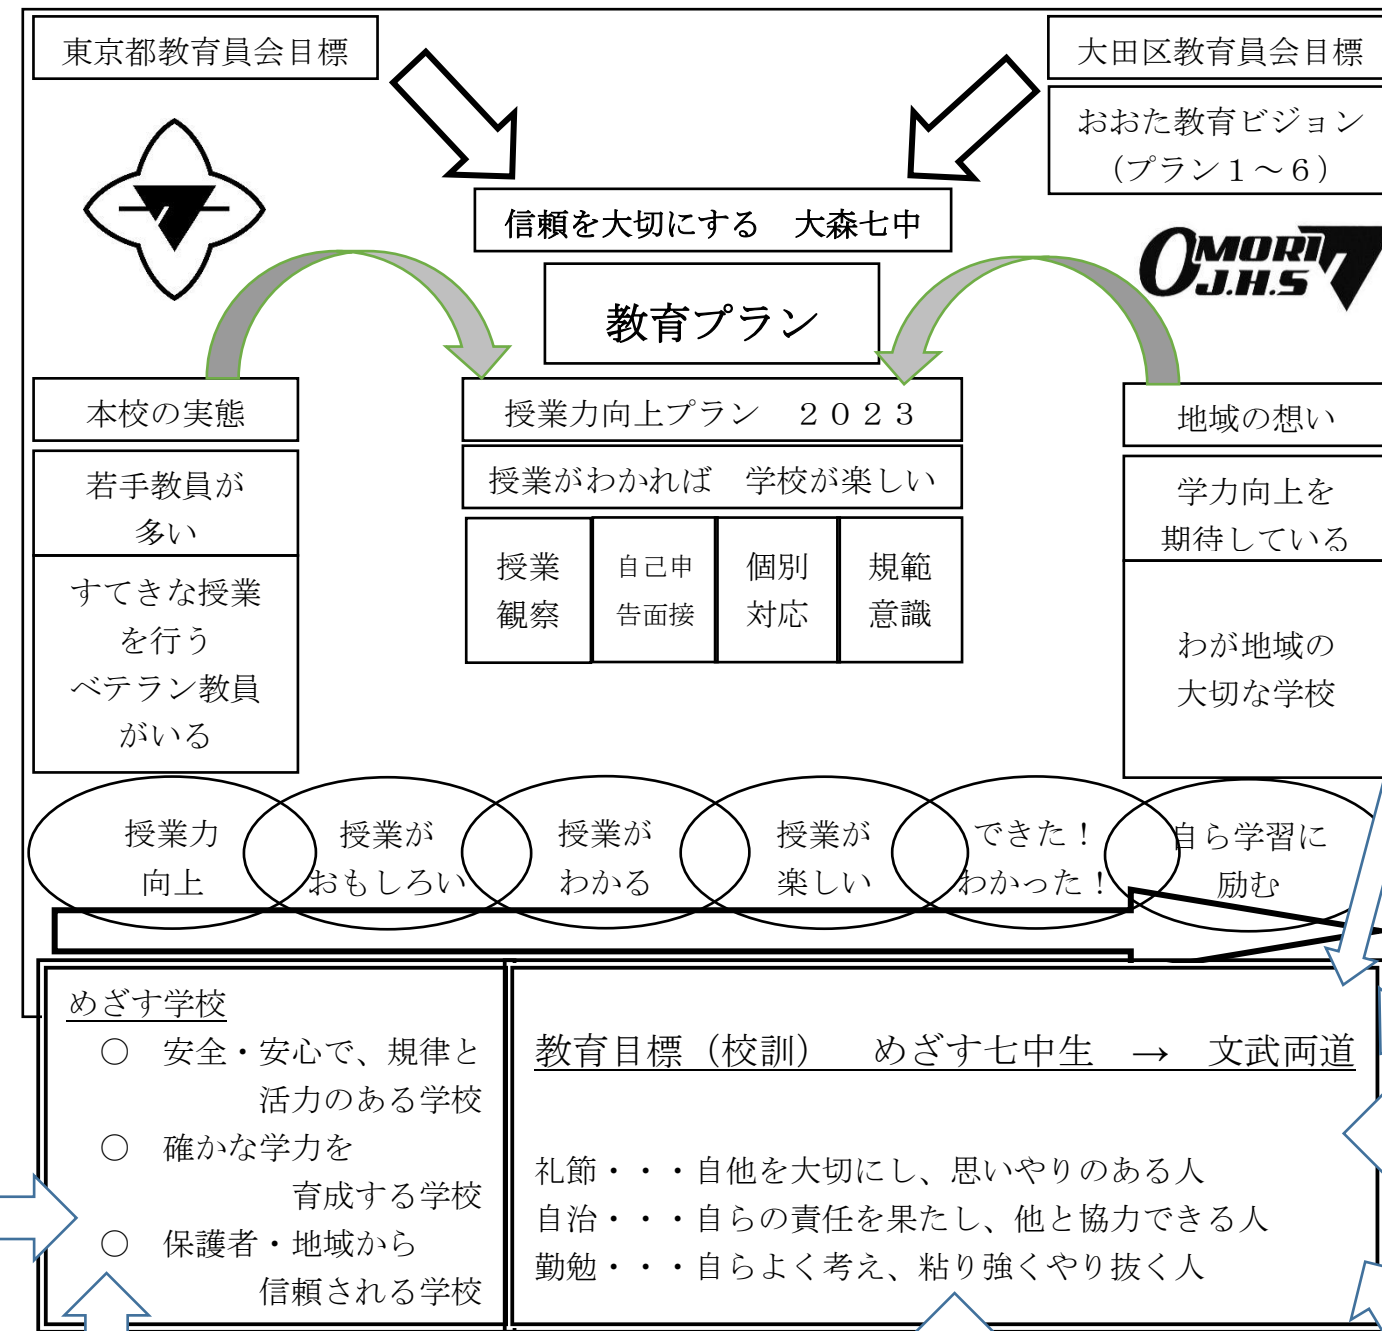 東京都教育員会目標
大田区教育員会目標
おおた教育ビジョン
（プラン１～６）
信頼を大切にする　大森七中
OMORI 7
J.H.S
教育プラン
本校の実態
若手教員が
多い
すてきな授業
を行う
ベテラン教員
がいる
授業力向上プラン　２０２３
授業がわかれば　学校が楽しい
授業
観察
自己申
告面接
個別
対応
規範
意識
地域の想い
学力向上を
期待している
わが地域の
大切な学校
授業力
向上
授業が
おもしろい
授業が
わかる
授業が
楽しい
できた！
わかった！
自ら学習に
励む
めざす学校
○　安全・安心で、規律と
活力のある学校
○　確かな学力を
育成する学校
○　保護者・地域から
信頼される学校
教育目標（校訓）　めざす七中生　→　文武両道
礼節・・・自他を大切にし、思いやりのある人
自治・・・自らの責任を果たし、他と協力できる人
勤勉・・・自らよく考え、粘り強くやり抜く人